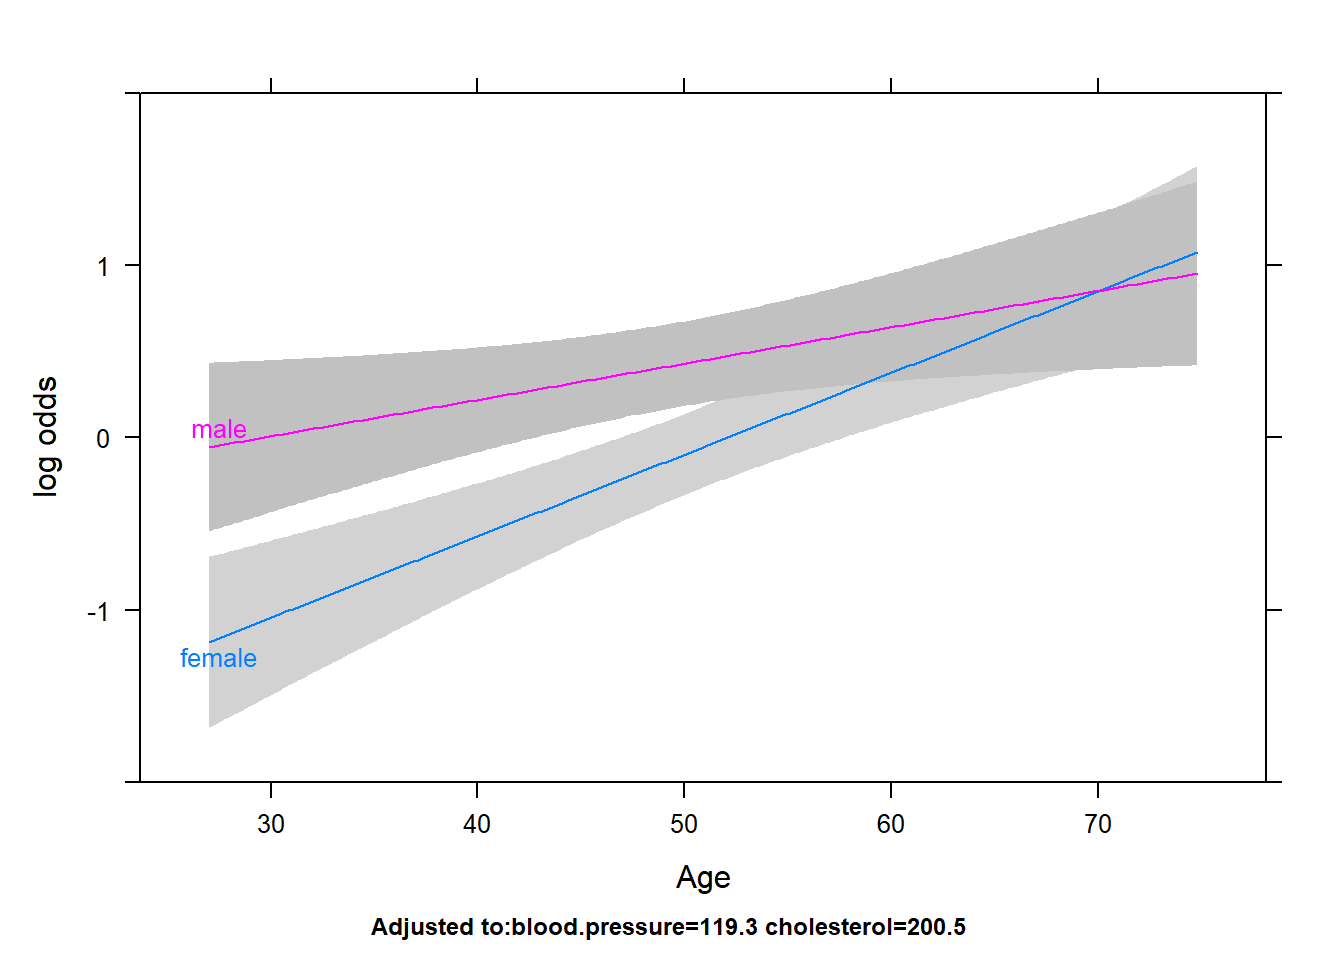 1
0
-1
log odds
male
female
30 40 50 60 70
Age
Adjusted to:blood.pressure=119.3 cholesterol=200.5